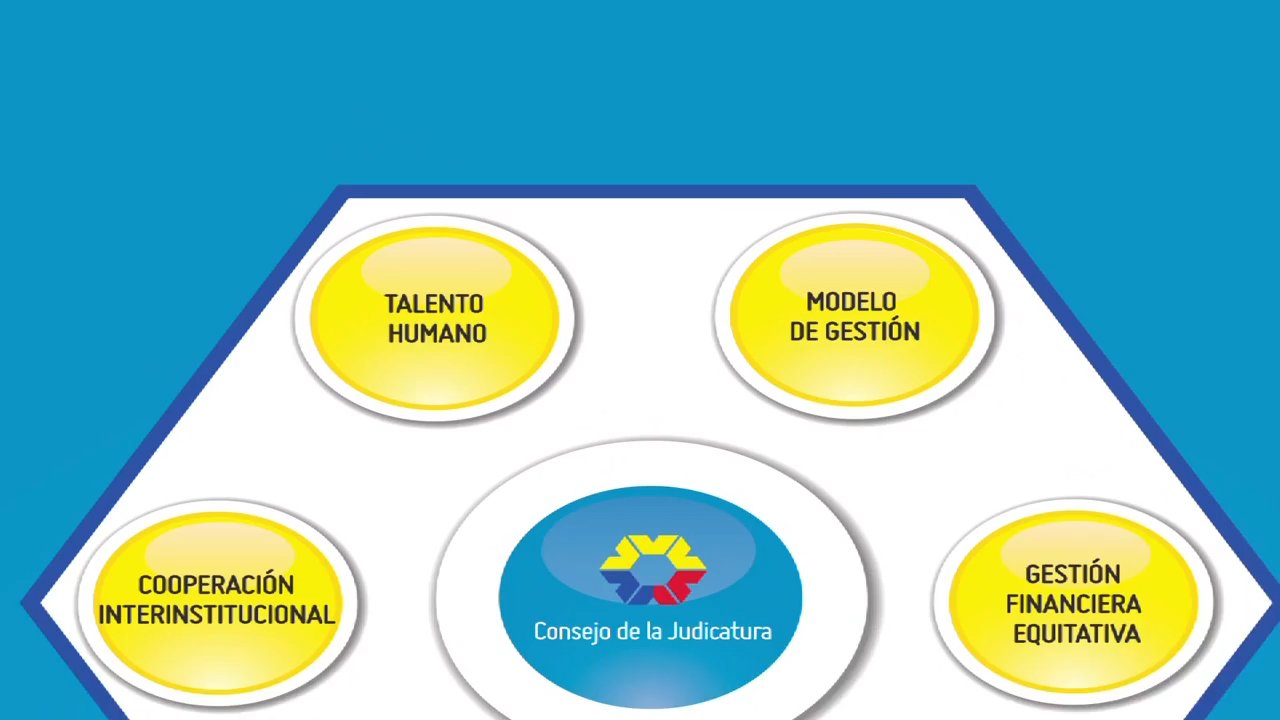 TALENTO
HUMANO
MODELO
DE GESTIÓN
COOPERACIÓN
INTERINSTITUCIONAL
Consejo de la Judicatura
GESTIÓN
FINANCIERA
EQUITATIVA